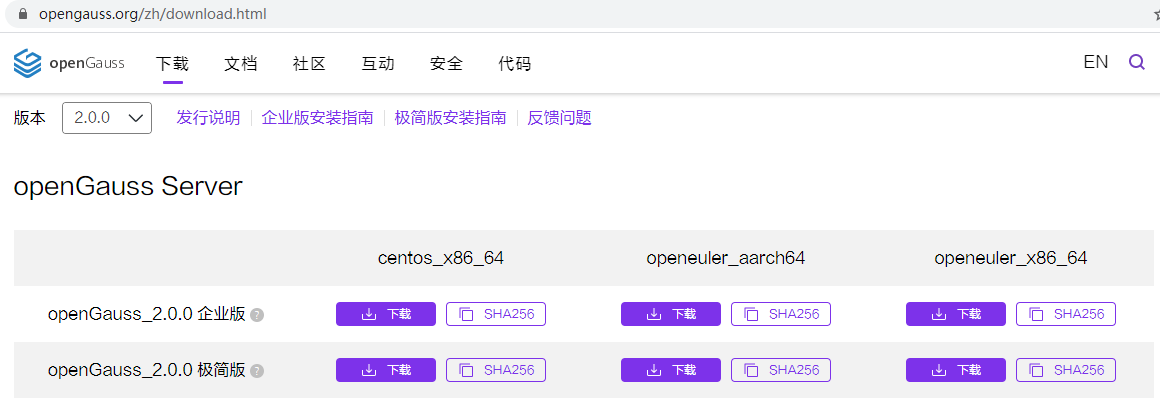 opengauss.org/zh/download.html
openGauss 下载 文档 社区 互动 安全 代码 EN
版本 2.0.0 发行说明 企业版安装指南 极简版安装指南 反馈问题
openGauss Server
centos_x86_64 openeuler_aarch64 openeuler_x86_64
openGauss_2.0.0 企业版 ? 下载 SHA256 下载 SHA256 下载 SHA256
openGauss_2.0.0 极简版 ? 下载 SHA256 下载 SHA256 下载 SHA256